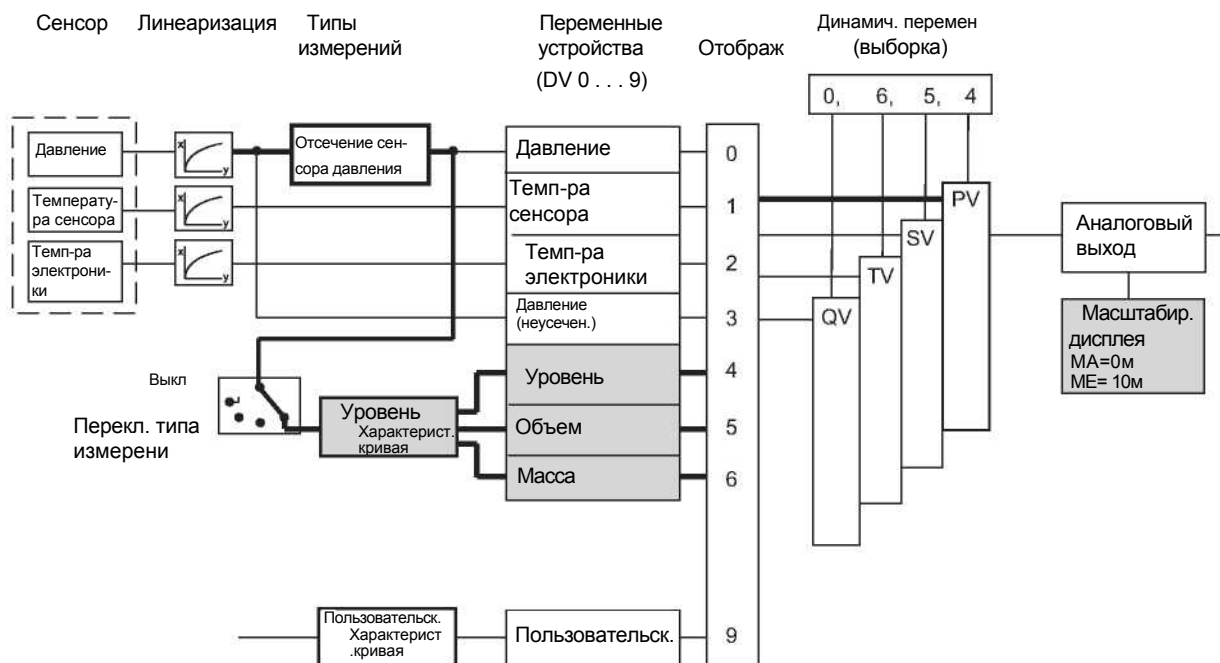 Сенсор
Линеаризация
Типы
измерений
Переменные
устройства
(DV 0 . . . 9)
Отображ
Динамич. перемен
(выборка)
0, 6, 5, 4
Давление
x
y
Отсечение сен-
сора давления
Давление
0
Температу-
ра сенсора
x
y
Темп-ра
сенсора
1
Темп-ра
электрони-
ки
x
y
Темп-ра
электроники
2
Давление
(неусечен.)
3
PV
SV
TV
QV
Аналоговый
выход
Масштабир.
дисплея
MA=0м
ME= 10м
Выкл
Перекл. типа
измерени
Уровень
Характерист.
кривая
Уровень
4
Объем
5
Масса
6
Пользовательск.
Характерист
.кривая
Пользовательск.
9